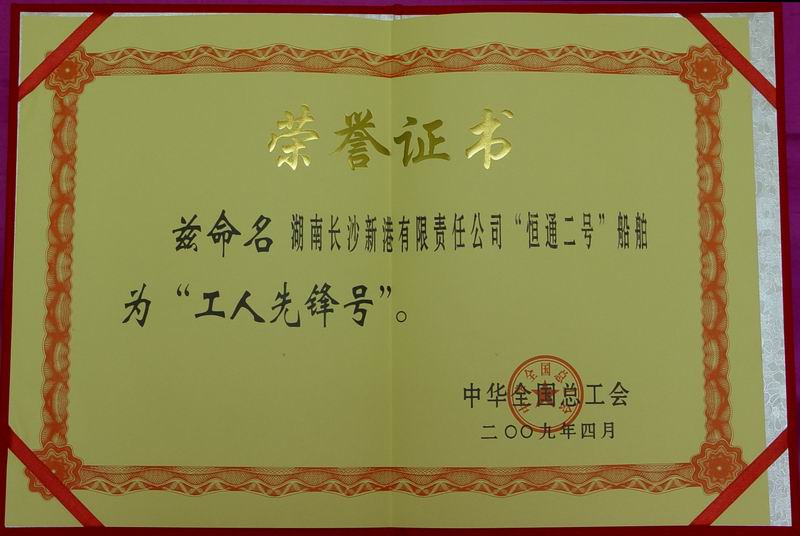 荣誉证书
兹命名 湖南长沙新港有限责任公司“恒通二号”船舶
为“工人先锋号”。
中华全国总工会
二〇〇九年四月